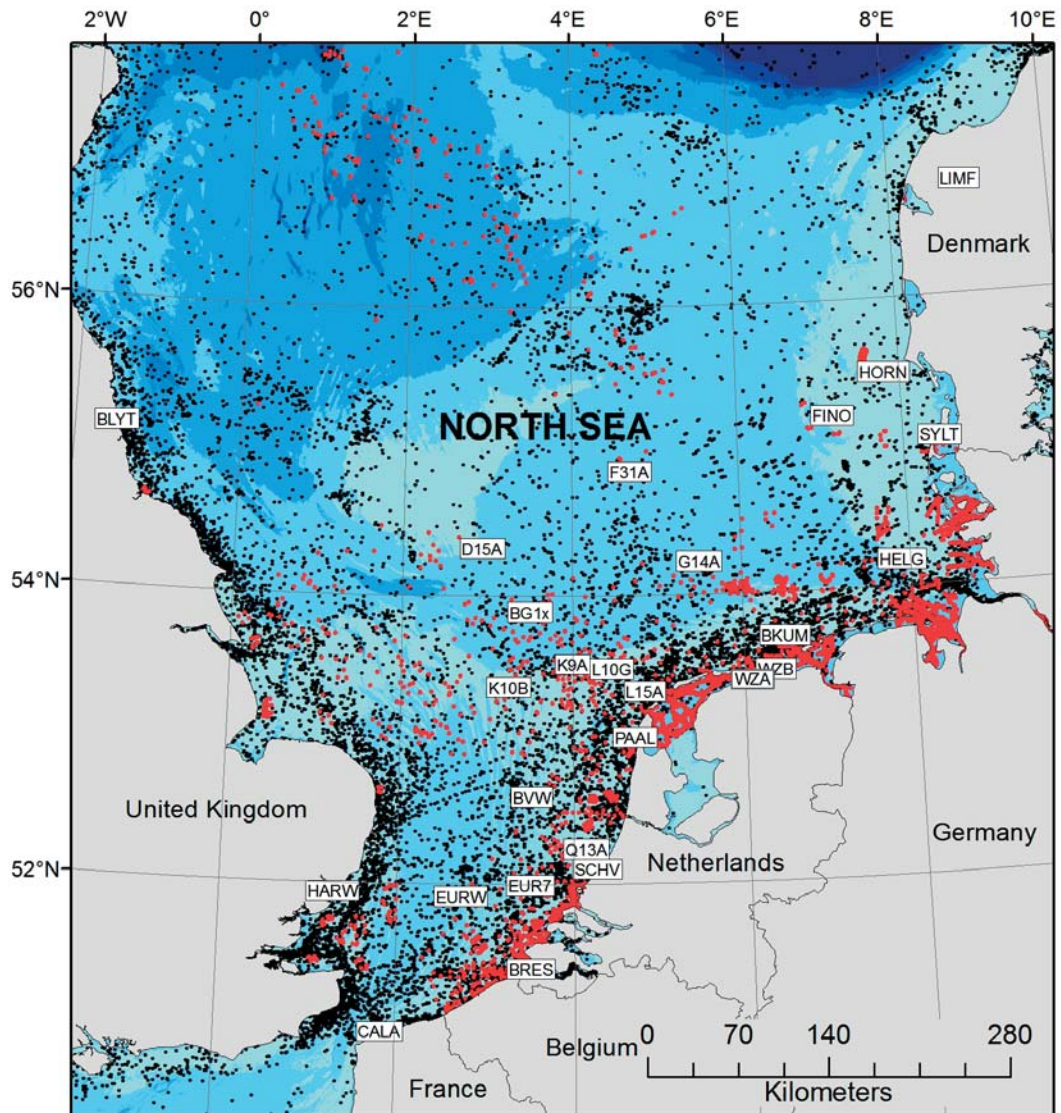 2°W 0° 2°E 4°E 6°E 8°E 10°E
LIMF
Denmark
56°N
HORN
BLYT
NORTH SEA
FINO
SYLT
F31A
D15A
G14A
HELG
54°N
BG1x
BKUM
K9A
L10G
WZB
WZA
K10B
L15A
PAAL
United Kingdom
BVW
Germany
Q13A
Netherlands
SCHV
52°N
HARW
EURW
EUR7
BRES
CALA
Belgium
0 70 140 280
France
Kilometers